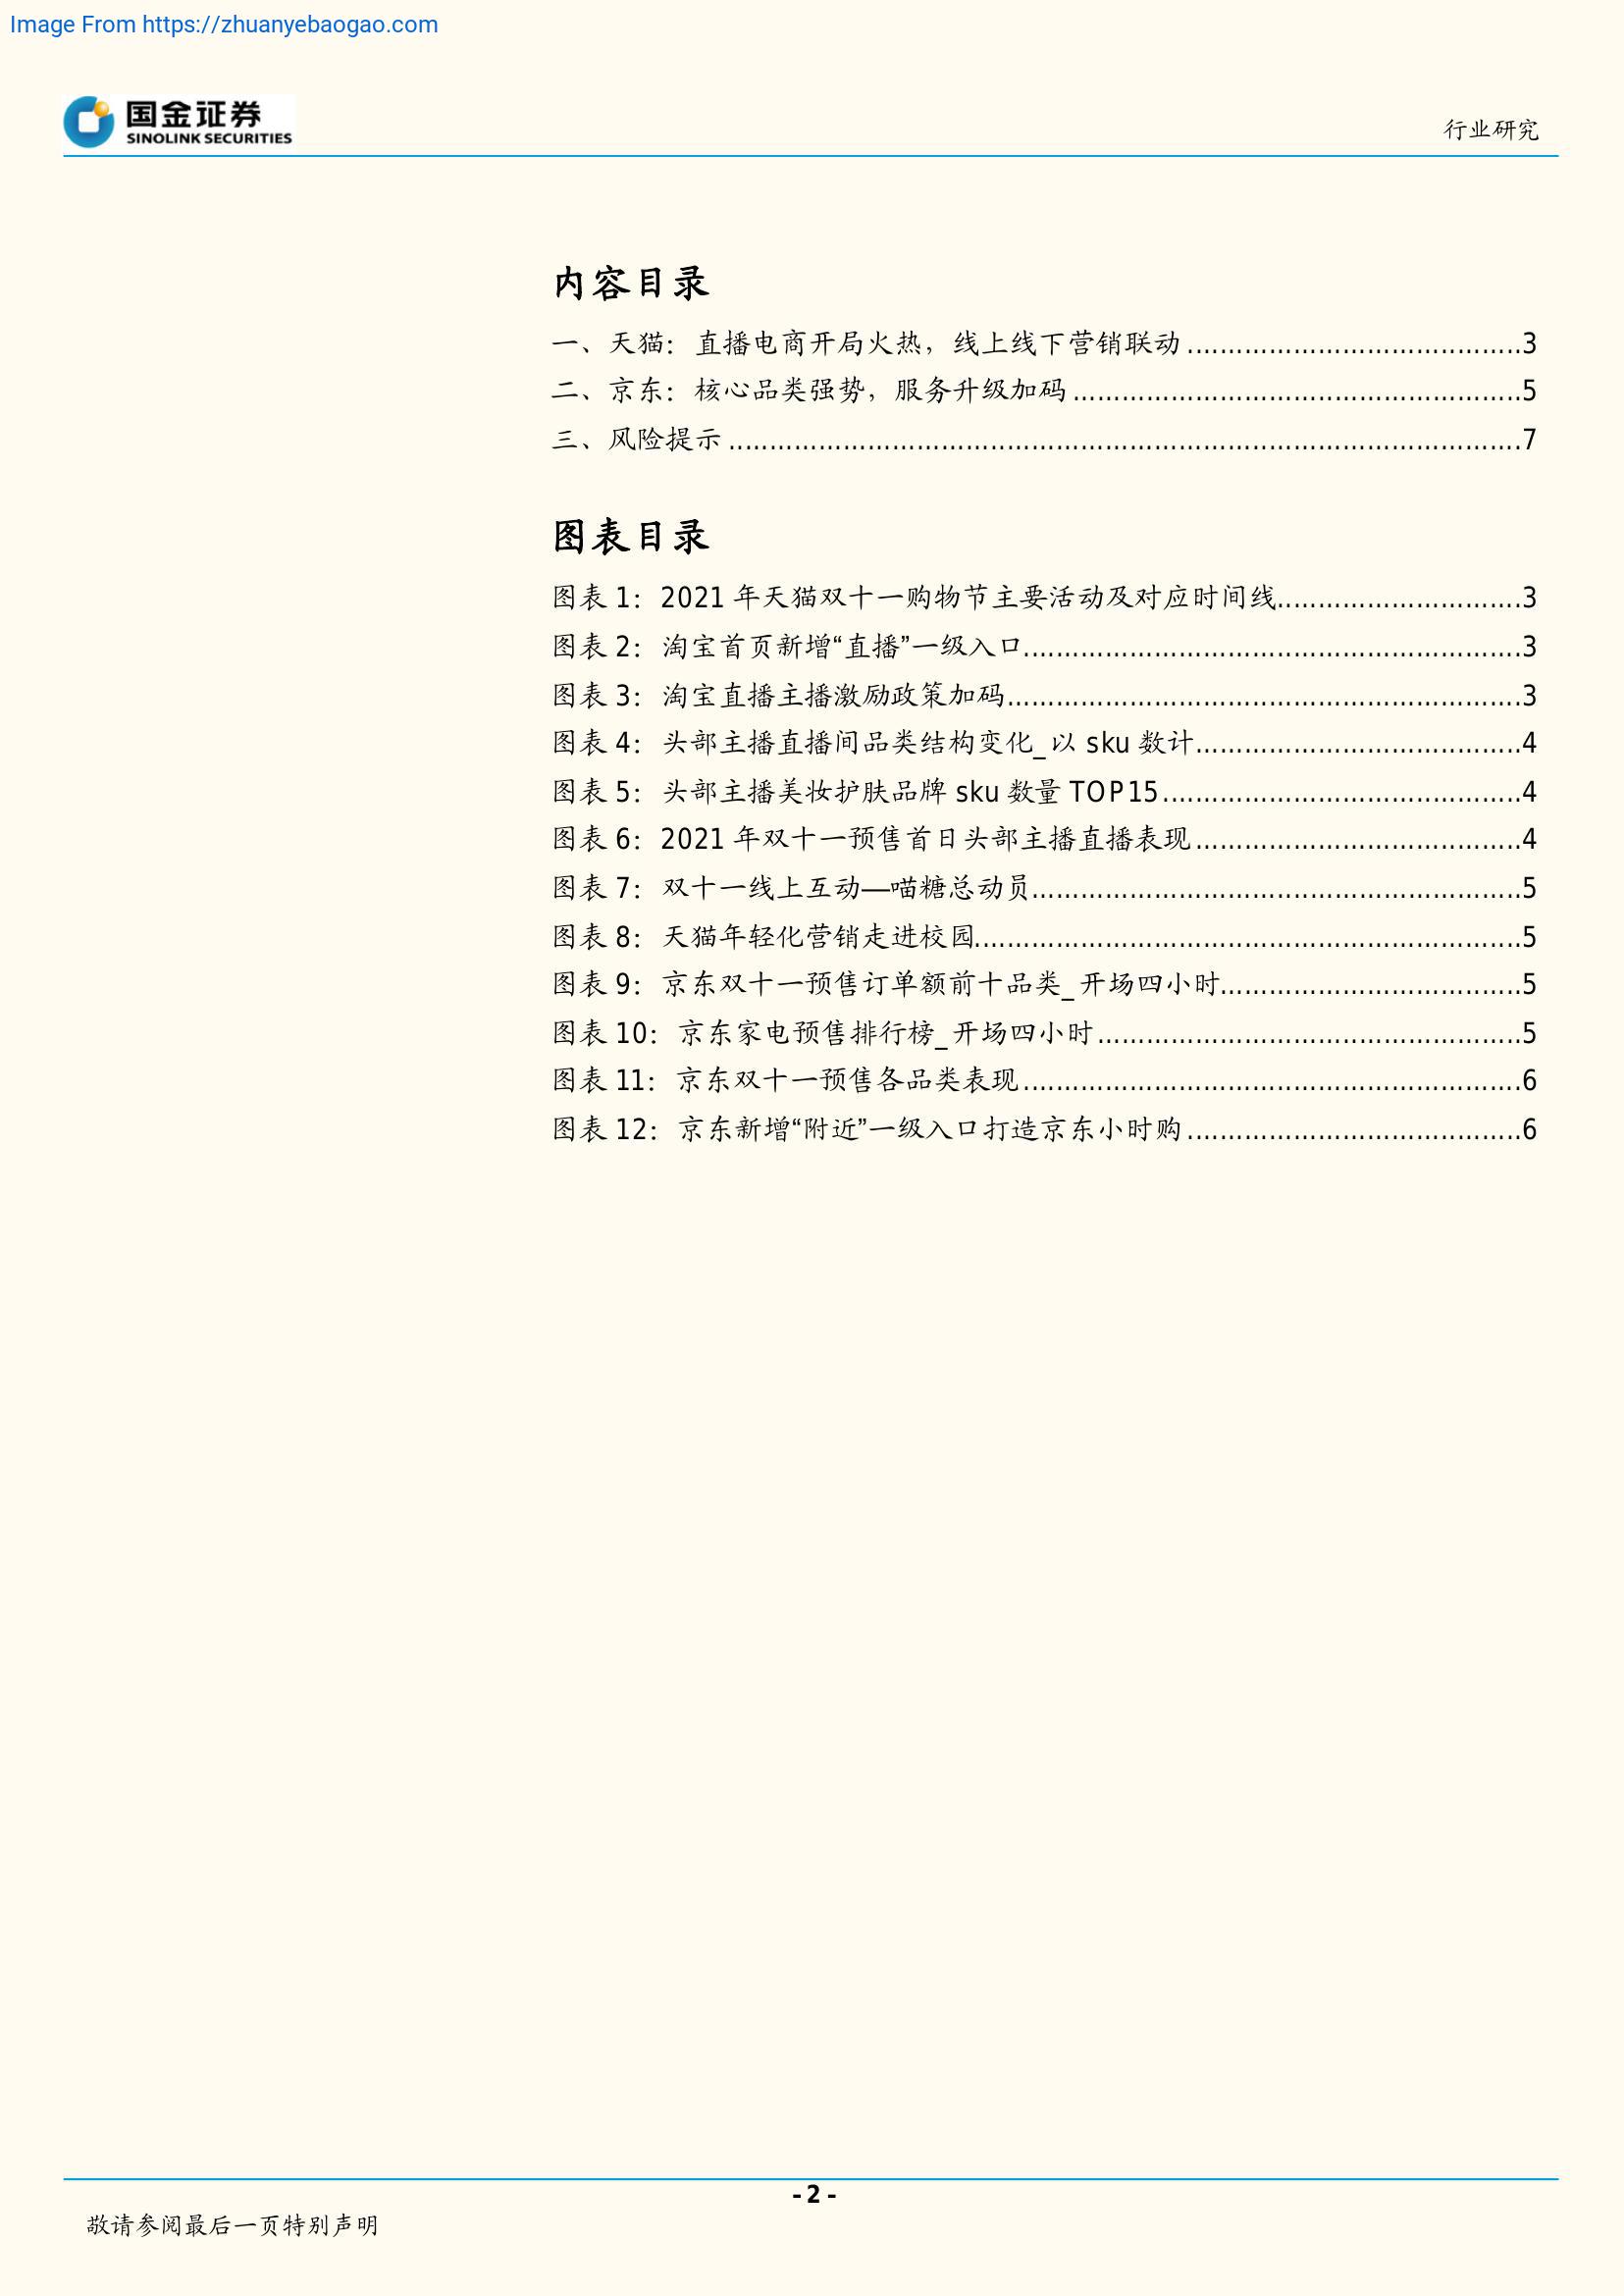 Image From https://zhuanyebaogao.com
国金证券
SINOLINK SECURITIES
行业研究
内容目录
一、天猫：直播电商开局火热，线上线下营销联动.........................................3
二、京东：核心品类强势，服务升级加码.......................................................5
三、风险提示.................................................................................................7
图表目录
图表 1：2021 年天猫双十一购物节主要活动及对应时间线..............................3
图表 2：淘宝首页新增“直播”一级入口.............................................................3
图表 3：淘宝直播主播激励政策加码...............................................................3
图表 4：头部主播直播间品类结构变化_以 sku 数计........................................4
图表 5：头部主播美妆护肤品牌 sku 数量 TOP15............................................4
图表 6：2021 年双十一预售首日头部主播直播表现........................................4
图表 7：双十一线上互动—喵糖总动员............................................................5
图表 8：天猫年轻化营销走进校园...................................................................5
图表 9：京东双十一预售订单额前十品类_开场四小时.....................................5
图表 10：京东家电预售排行榜_开场四小时....................................................5
图表 11：京东双十一预售各品类表现.............................................................6
图表 12：京东新增“附近”一级入口打造京东小时购.........................................6
- 2 -
敬请参阅最后一页特别声明